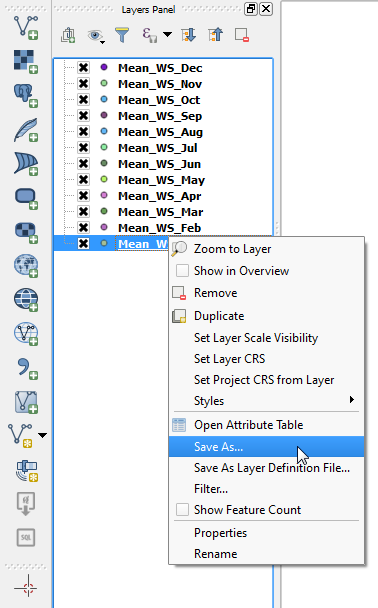 Layers Panel
Mean_WS_Dec
Mean_WS_Nov
Mean_WS_Oct
Mean_WS_Sep
Mean_WS_Aug
Mean_WS_Jul
Mean_WS_Jun
Mean_WS_May
Mean_WS_Apr
Mean_WS_Mar
Mean_WS_Feb
Zoom to Layer
Show in Overview
Remove
Duplicate
Set Layer Scale Visibility
Set Layer CRS
Set Project CRS from Layer
Styles
Open Attribute Table
Save As...
Save As Layer Definition File...
Filter...
Show Feature Count
Properties
Rename
SQL